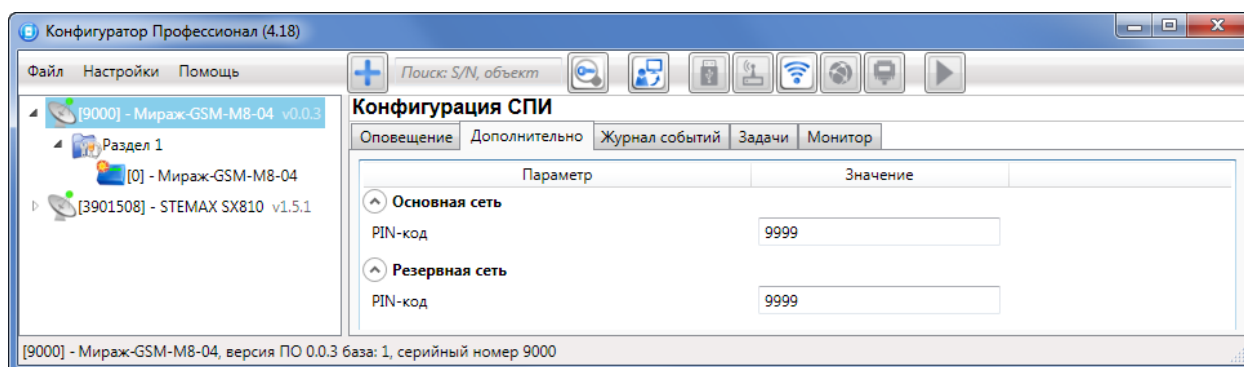 Конфигуратор Профессионал (4.18)
Файл Настройки Помощь
Поиск: S/N, объект
[9000] - Мираж-GSM-M8-04 v0.0.3
Раздел 1
[0] - Мираж-GSM-M8-04
[3901508] - STEMAX SX810 v1.5.1
Конфигурация СПИ
Оповещение Дополнительно Журнал событий Задачи Монитор
Параметр Значение
Основная сеть
PIN-код 9999
Резервная сеть
PIN-код 9999
[9000] - Мираж-GSM-M8-04, версия ПО 0.0.3 база: 1, серийный номер 9000